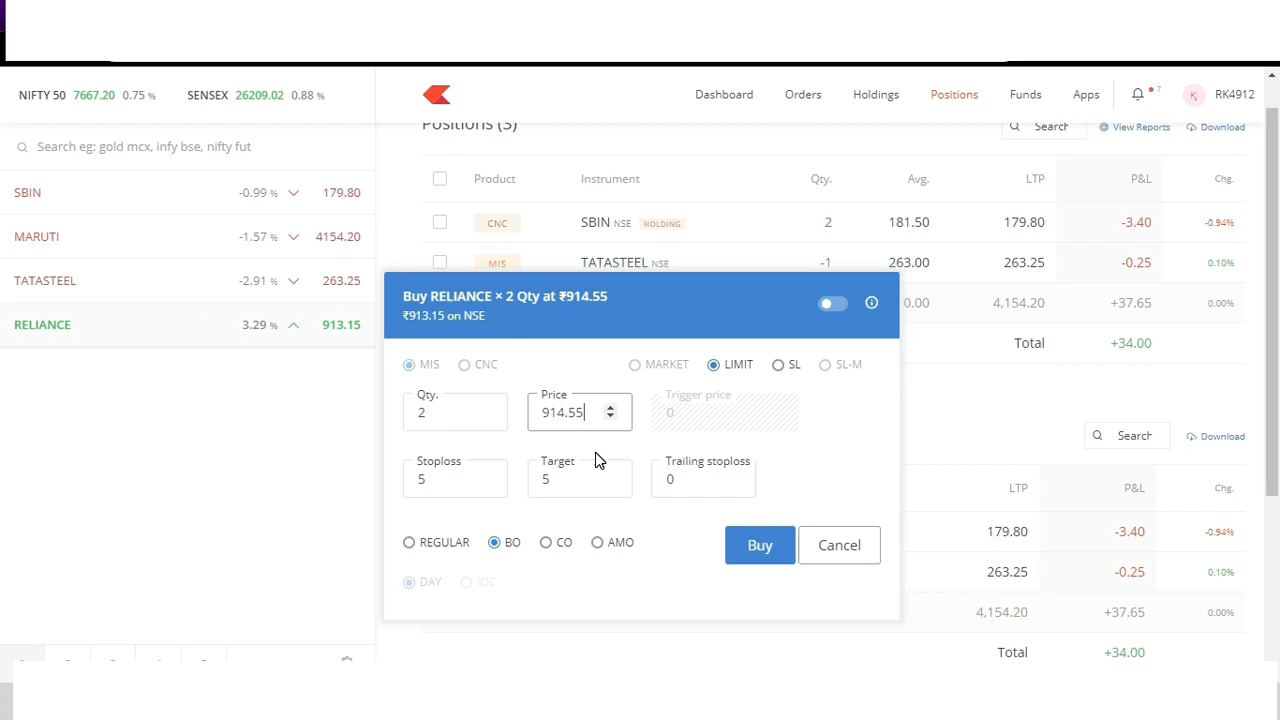 NIFTY 50 7667.20 0.75 % SENSEX 26209.02 0.88 %
Dashboard Orders Holdings Positions Funds Apps 7 RK4912
Search eg: gold mcx, infy bse, nifty fut
SBIN -0.99 % 179.80
MARUTI -1.57 % 4154.20
TATASTEEL -2.91 % 263.25
RELIANCE 3.29 % 913.15
Positions (3) Search View Reports Download
Product Instrument Qty. Avg. LTP P&L Chg.
CNC SBIN NSE HOLDING 2 181.50 179.80 -3.40 -0.94%
MIS TATASTEEL NSE -1 263.00 263.25 -0.25 0.10%
0.00 4,154.20 +37.65 0.00%
Total +34.00
Buy RELIANCE × 2 Qty at ₹914.55
₹913.15 on NSE
MIS CNC MARKET LIMIT SL SL-M
Qty. Price Trigger price
2 914.55 0
Stoploss Target Trailing stoploss
5 5 0
REGULAR BO CO AMO Buy Cancel
DAY IOC
Search Download
LTP P&L Chg.
179.80 -3.40 -0.94%
263.25 -0.25 0.10%
4,154.20 +37.65 0.00%
Total +34.00